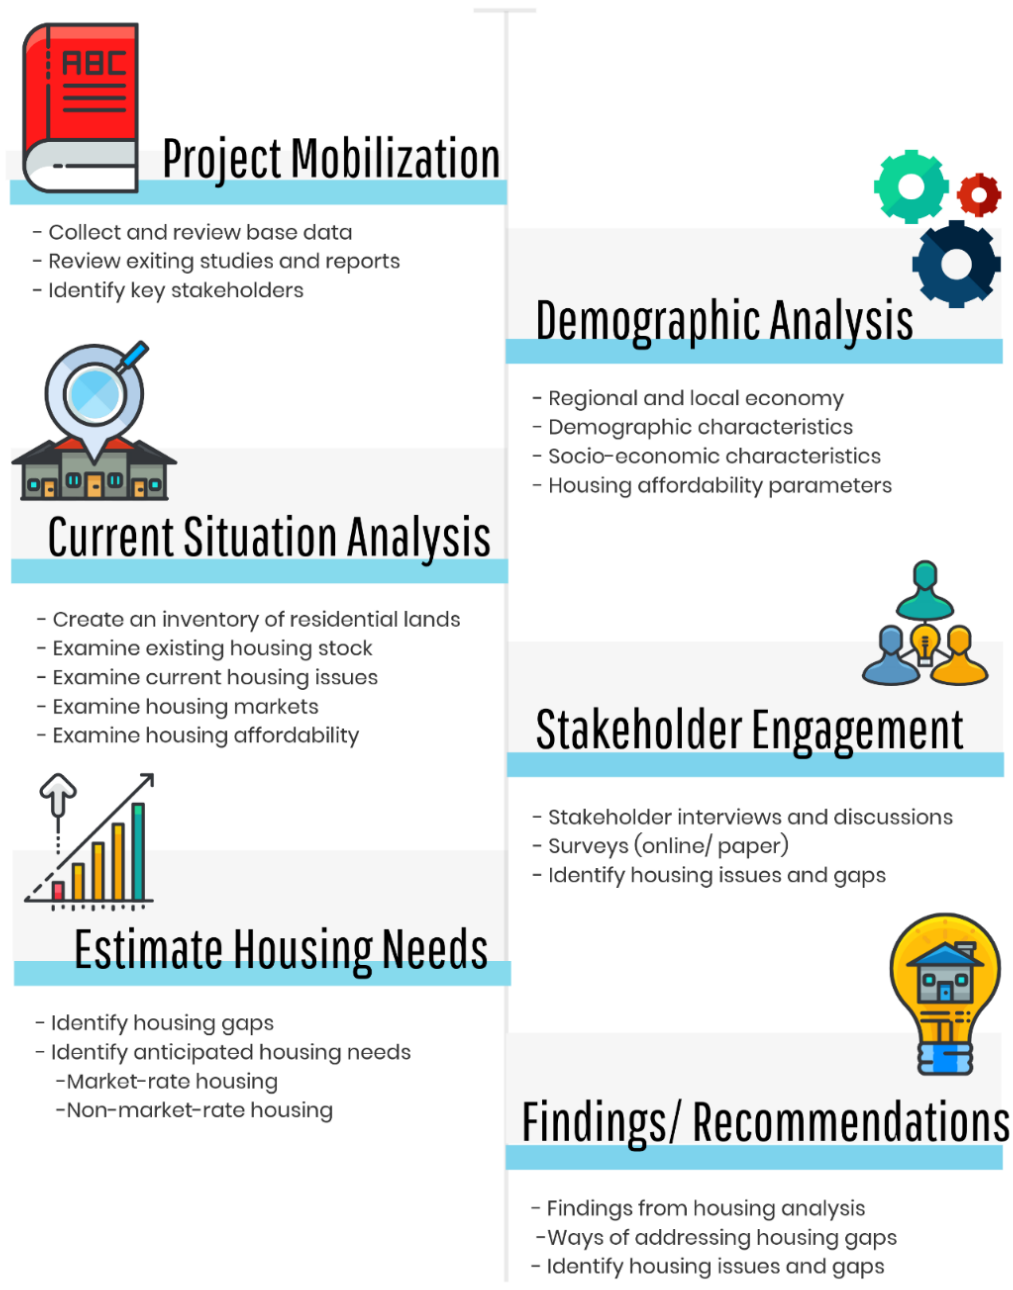 ABC
Project Mobilization
- Collect and review base data
- Review exiting studies and reports
- Identify key stakeholders
Demographic Analysis
- Regional and local economy
- Demographic characteristics
- Socio-economic characteristics
- Housing affordability parameters
Current Situation Analysis
- Create an inventory of residential lands
- Examine existing housing stock
- Examine current housing issues
- Examine housing markets
- Examine housing affordability
Stakeholder Engagement
- Stakeholder interviews and discussions
- Surveys (online/ paper)
- Identify housing issues and gaps
Estimate Housing Needs
- Identify housing gaps
- Identify anticipated housing needs
-Market-rate housing
-Non-market-rate housing
Findings/ Recommendations
- Findings from housing analysis
-Ways of addressing housing gaps
- Identify housing issues and gaps